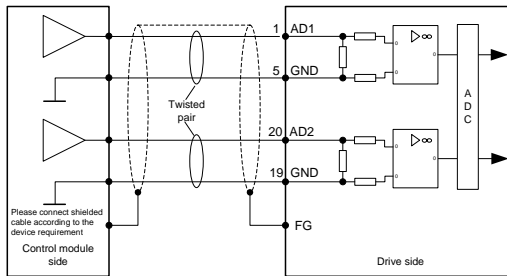 1 AD1
5 GND
Twisted
pair
20 AD2
19 GND
FG
ADC
▷∞
▷∞
Please connect shielded
cable according to the
device requirement
Control module
side
Drive side